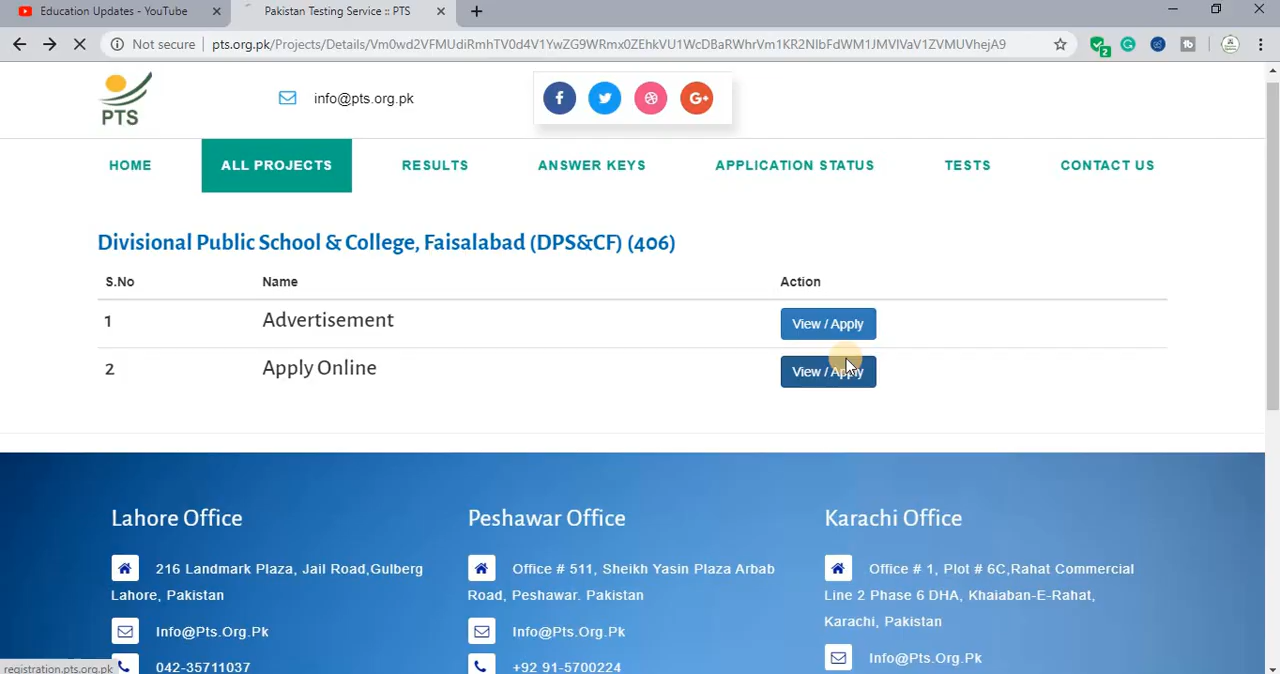 Education Updates - YouTube
Pakistan Testing Service :: PTS
Not secure
pts.org.pk/Projects/Details/Vm0wd2VFMUdiRmhTV0d4V1YwZG9WRmx0ZEhkVU1WcDBaRWhrVm1KR2NIbFdWM1JMVlVaV1ZVMUVhejA9
2
PTS
info@pts.org.pk
HOME
ALL PROJECTS
RESULTS
ANSWER KEYS
APPLICATION STATUS
TESTS
CONTACT US
Divisional Public School & College, Faisalabad (DPS&CF) (406)
S.No Name Action
1 Advertisement View / Apply
2 Apply Online View / Apply
Lahore Office
216 Landmark Plaza, Jail Road,Gulberg
Lahore, Pakistan
Info@Pts.Org.Pk
042-35711037
Peshawar Office
Office # 511, Sheikh Yasin Plaza Arbab
Road, Peshawar. Pakistan
Info@Pts.Org.Pk
+92 91-5700224
Karachi Office
Office # 1, Plot # 6C,Rahat Commercial
Line 2 Phase 6 DHA, Khaiaban-E-Rahat,
Karachi, Pakistan
Info@Pts.Org.Pk
registration.pts.org.pk